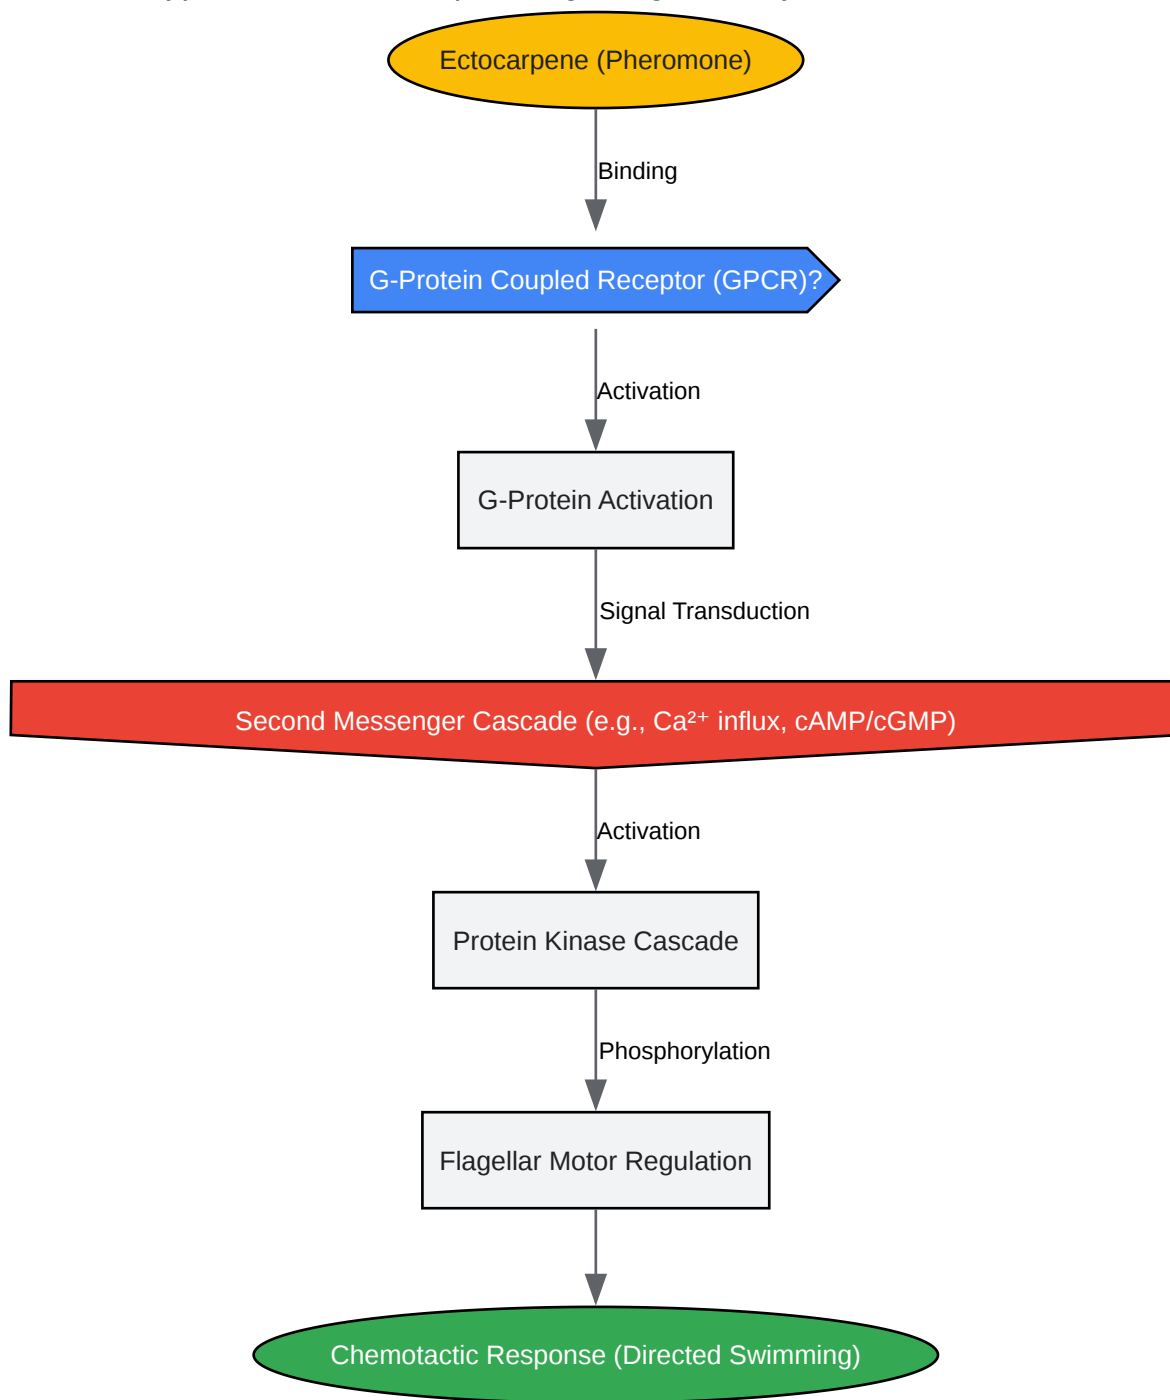 Ectocarpene (Pheromone)
Binding
G-Protein Coupled Receptor (GPCR)?
Activation
G-Protein Activation
Signal Transduction
Second Messenger Cascade (e.g., Ca²⁺ influx, cAMP/cGMP)
Activation
Protein Kinase Cascade
Phosphorylation
Flagellar Motor Regulation
Chemotactic Response (Directed Swimming)